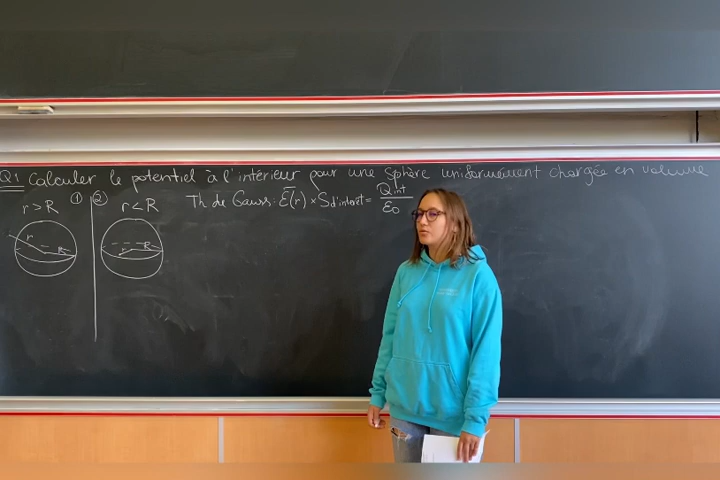 Q1 Calculer le potentiel à l'intérieur pour une sphère uniformément chargée en volume
r > R ① ② r < R Th de Gauss: E(r) × Sd'intért = Qint / ε0
r R r R